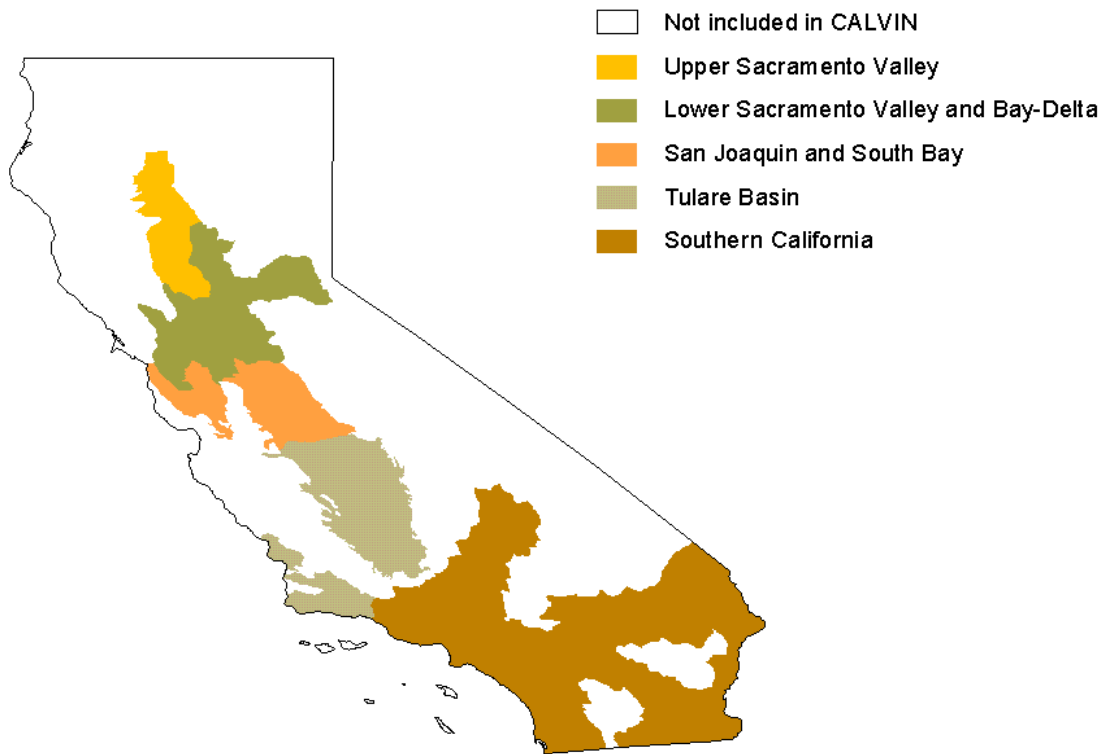 Not included in CALVIN
Upper Sacramento Valley
Lower Sacramento Valley and Bay-Delta
San Joaquin and South Bay
Tulare Basin
Southern California